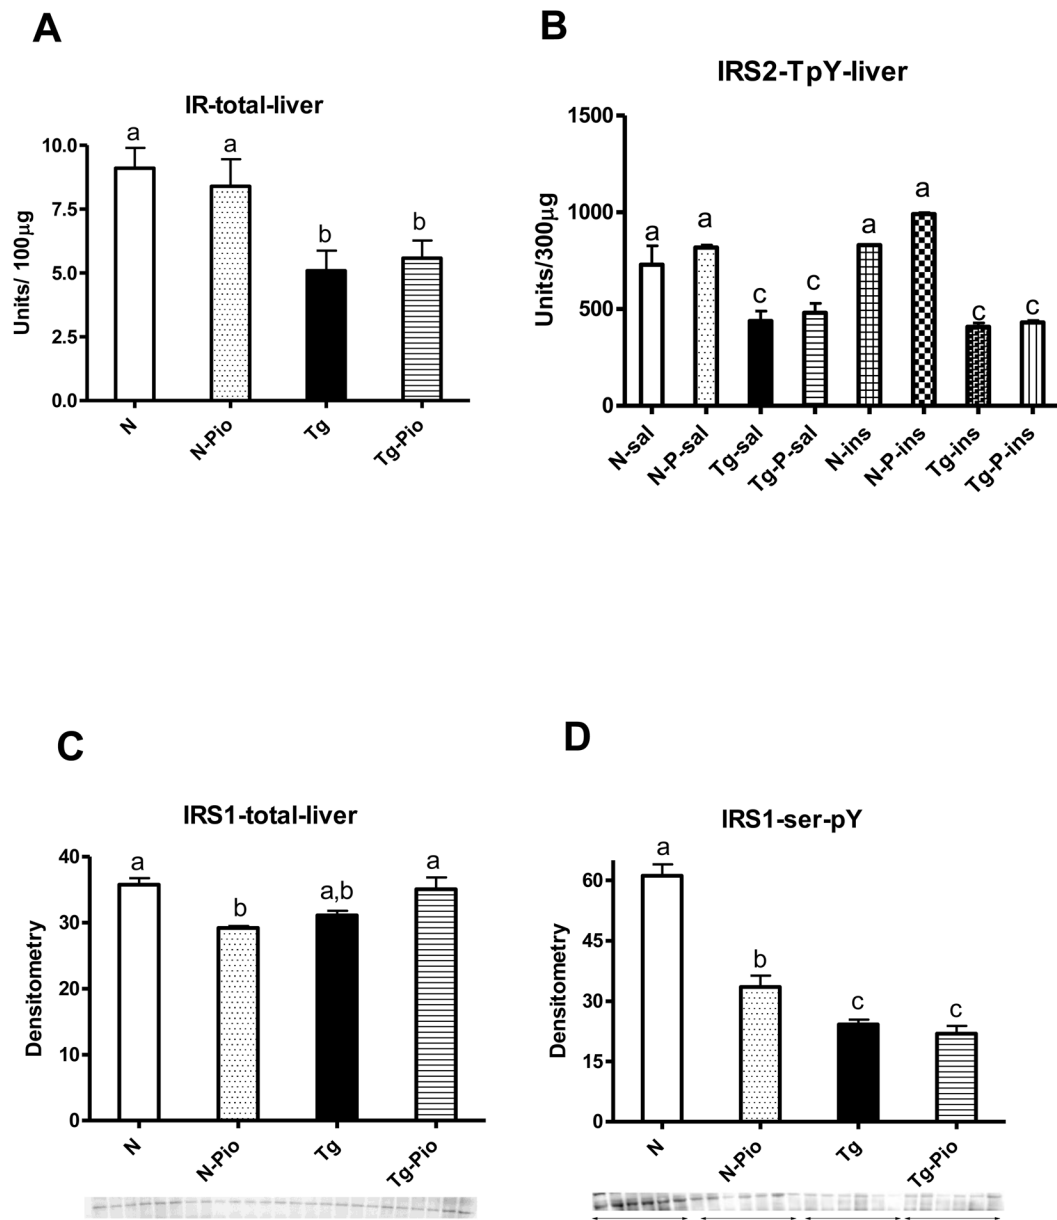 A
IR-total-liver
Units/ 100μg
10.0
7.5
5.0
2.5
0.0
a
a
b
b
N
N-Pio
Tg
Tg-Pio
B
IRS2-TpY-liver
Units/300μg
1500
1000
500
0
a
a
c
c
a
a
c
c
N-sal
N-P-sal
Tg-sal
Tg-P-sal
N-ins
N-P-ins
Tg-ins
Tg-P-ins
C
IRS1-total-liver
Densitometry
40
30
20
10
0
a
b
a,b
a
N
N-Pio
Tg
Tg-Pio
D
IRS1-ser-pY
Densitometry
60
45
30
15
0
a
b
c
c
N
N-Pio
Tg
Tg-Pio